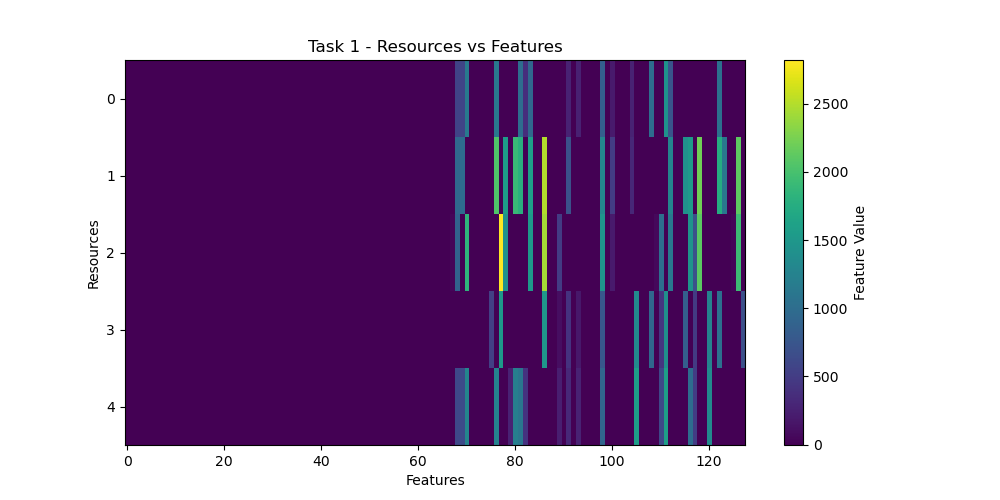 Task 1 - Resources vs Features
Resources
0
1
2
3
4
0 20 40 60 80 100 120
Features
2500
2000
1500
1000
500
0
Feature Value